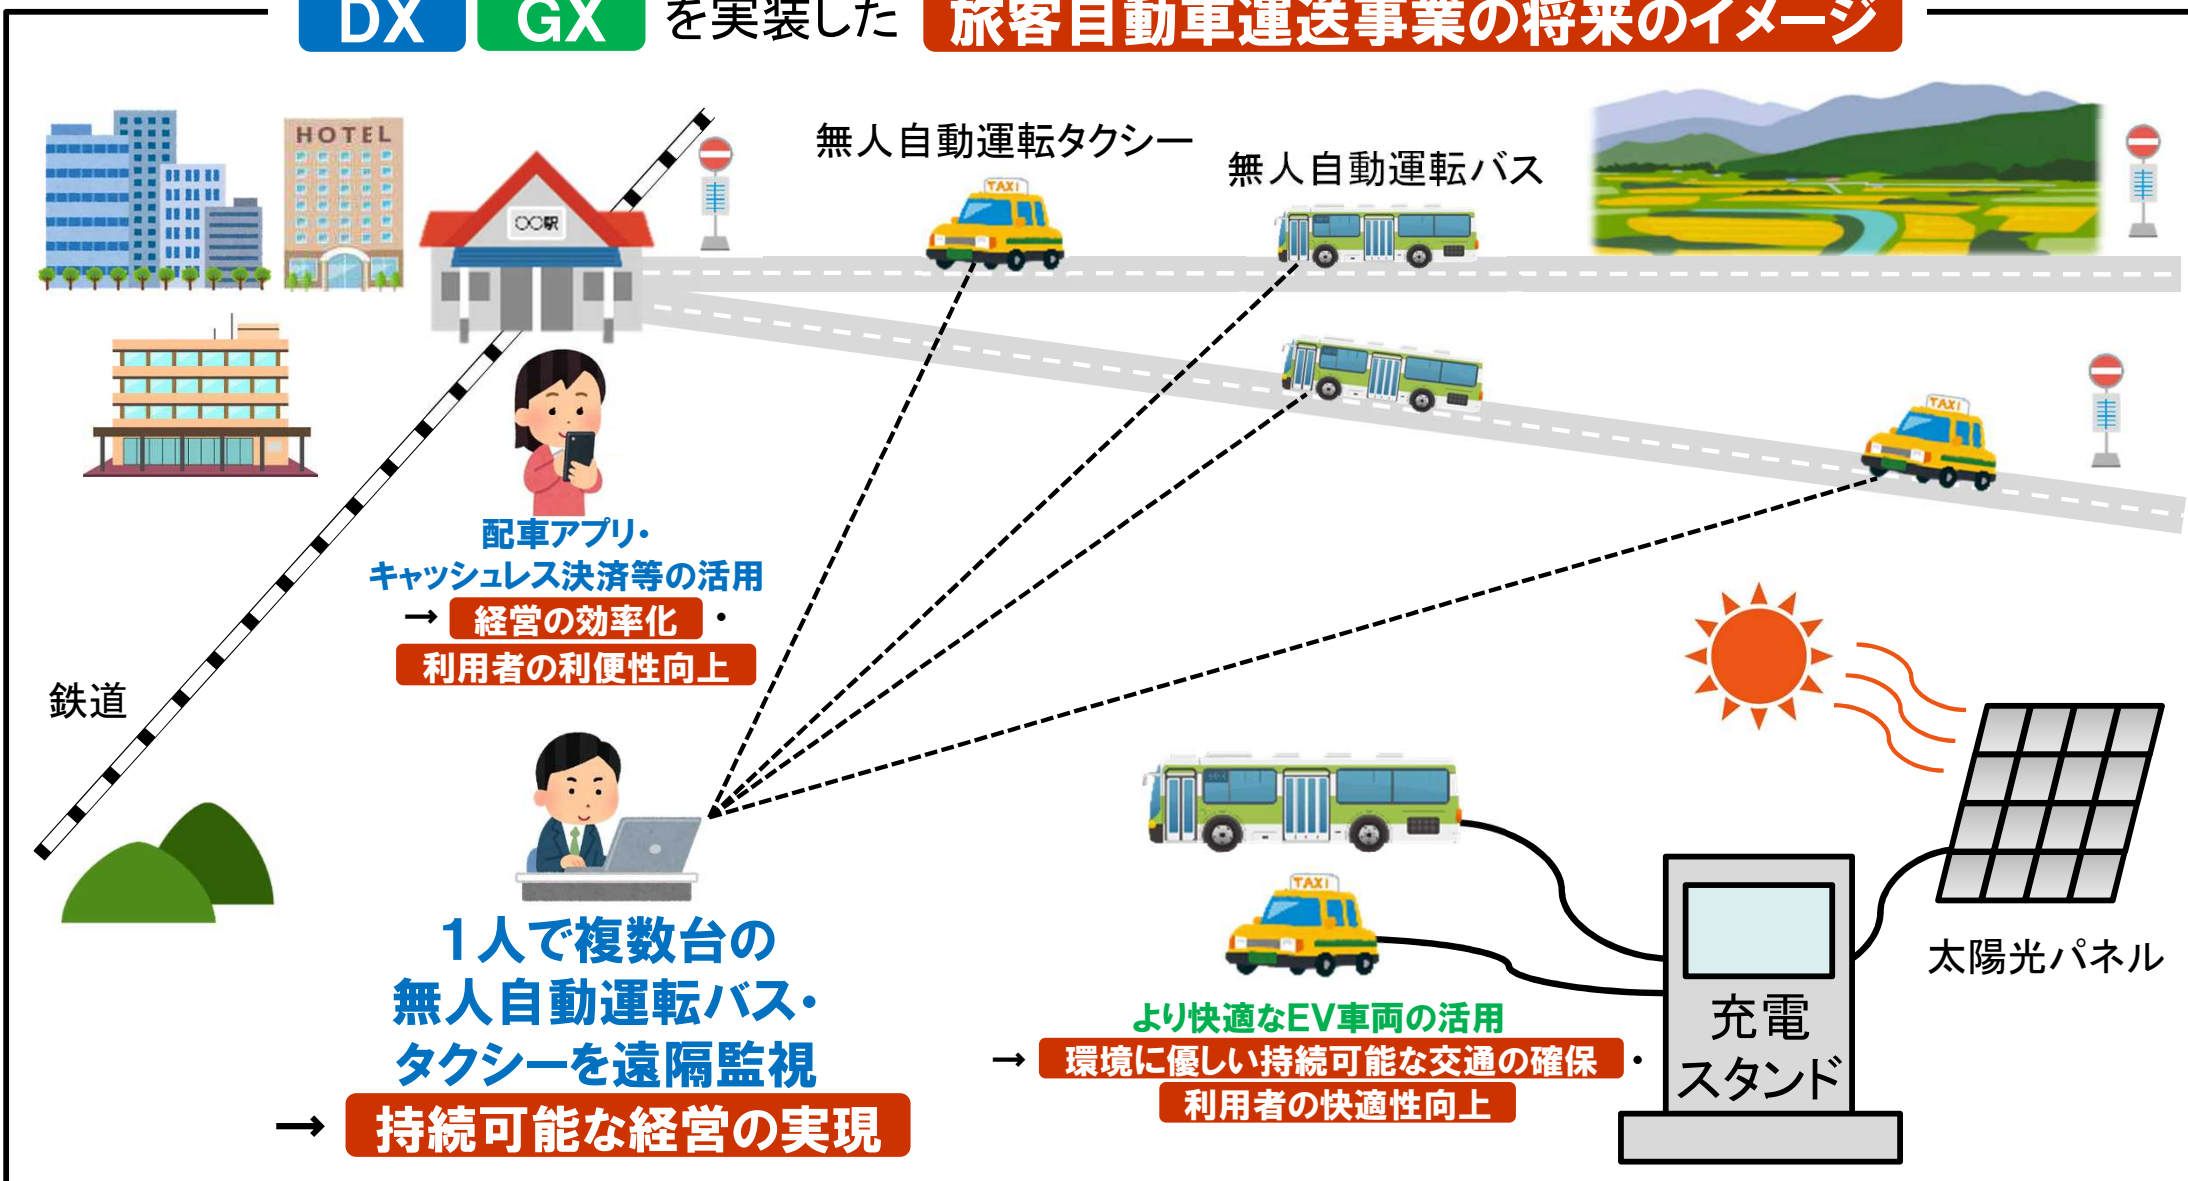 DX GX を実装した 旅客自動車運送事業の将来のイメージ
HOTEL
〇〇駅
無人自動運転タクシー
無人自動運転バス
TAXI
TAXI
配車アプリ・
キャッシュレス決済等の活用
→ 経営の効率化 ・
利用者の利便性向上
鉄道
1人で複数台の
無人自動運転バス・
タクシーを遠隔監視
→ 持続可能な経営の実現
TAXI
より快適なEV車両の活用
→ 環境に優しい持続可能な交通の確保 ・
利用者の快適性向上
充電
スタンド
太陽光パネル